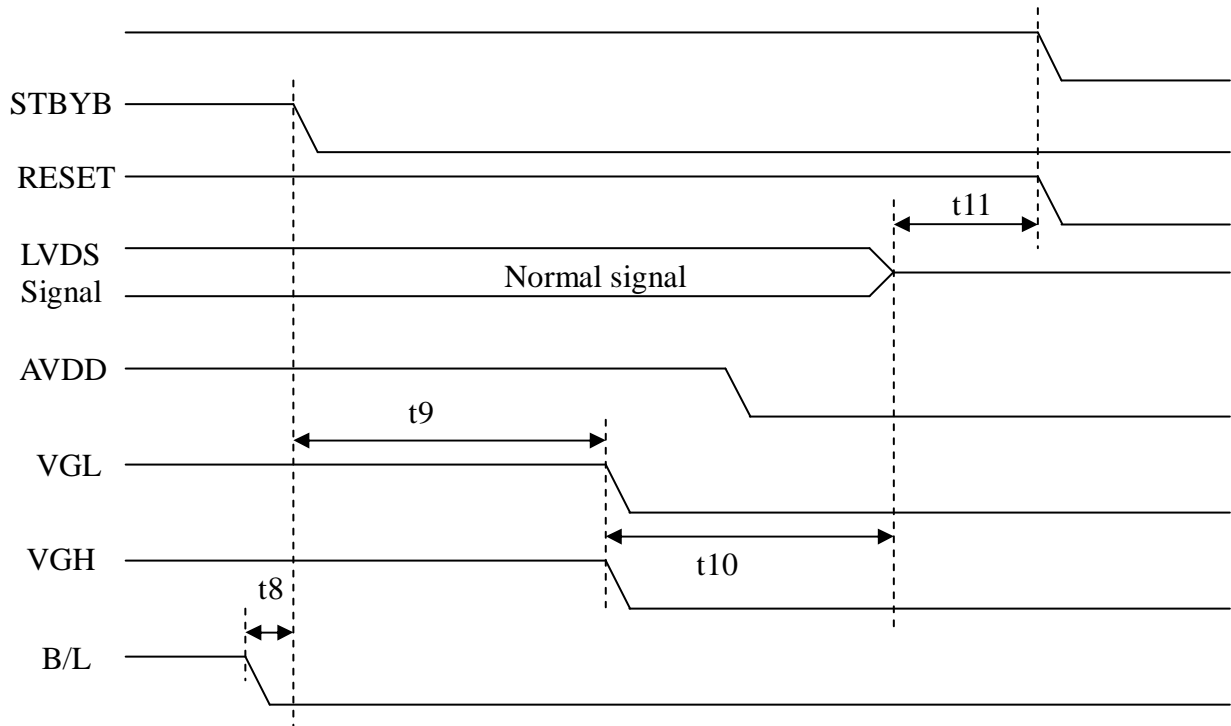 STBYB
RESET
t11
LVDS
Signal
Normal signal
AVDD
t9
VGL
VGH
t10
t8
B/L